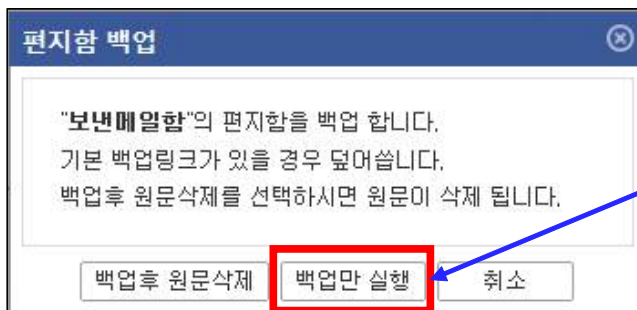 편지함 백업
"보낸메일함"의 편지함을 백업 합니다.
기본 백업링크가 있을 경우 덮어씁니다.
백업후 원문삭제를 선택하시면 원문이 삭제 됩니다.
백업후 원문삭제 백업만 실행 취소